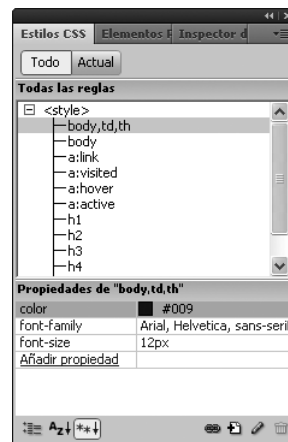 Estilos CSS Elementos F Inspector d
Todo Actual
Todas las reglas
<style>
body,td,th
body
a:link
a:visited
a:hover
a:active
h1
h2
h3
h4
Propiedades de "body,td,th"
color #009
font-family Arial, Helvetica, sans-serif
font-size 12px
Añadir propiedad